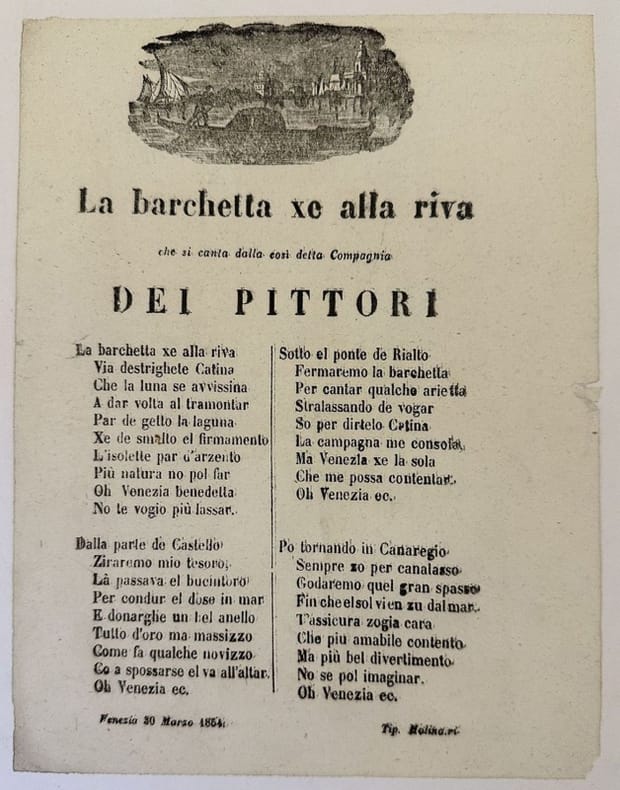 La barchetta xe alla riva
che si canta dalla così detta Compagnia
DEI PITTORI
La barchetta xe alla riva
Via destrighete Catina
Che la luna se avvissina
A dar volta al tramontar
Par de getto la laguna
Xe de smalto el firmamento
L'isolette par d'arzento
Più natura no pol far
Oh Venezia benedetta
No te vogio più lassar.
Dalla parte de Castello
Ziraremo mio tesoro;
Là passava el bucintoro
Per condur el dose in mar
E donarghe un bel anello
Tutto d'oro ma massizzo
Come fa qualche novizzo
Co a spossarse el va all'altar.
Oh Venezia ec.
Sotto el ponte de Rialto
Fermaremo la barchetta
Per cantar qualche arietta
Stralassando de vogar
So per dirtelo Catina
La campagna me consola,
Ma Venezia xe la sola
Che me possa contentar.
Oh Venezia ec.
Po tornando in Canaregio
Sempre zo per canalasso
Godaremo quel gran spasso
Fin che el sol vien zu dal mar.
T'assicura zogia cara
Che piu amabile contento
Ma più bel divertimento
No se pol imaginar.
Oh Venezia ec.
Venezia 30 Marzo 1854.
Tip. Molinari